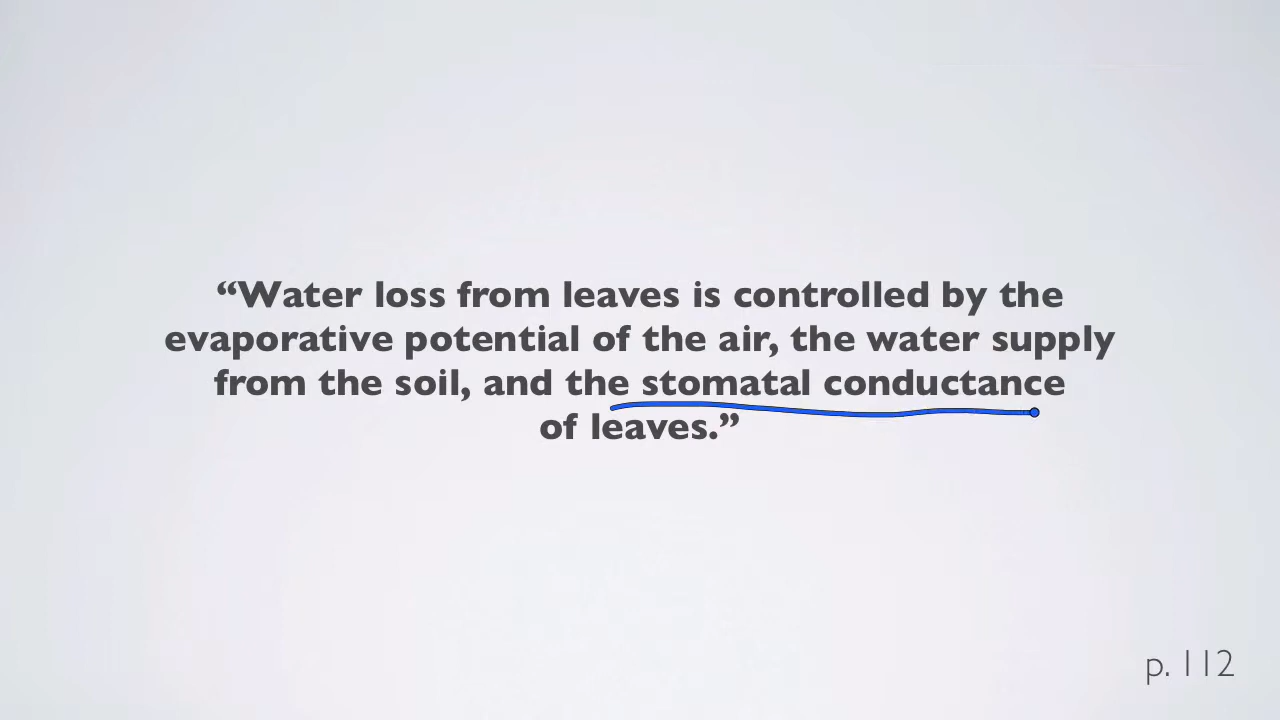 “Water loss from leaves is controlled by the
evaporative potential of the air, the water supply
from the soil, and the stomatal conductance
of leaves.”
p. 112